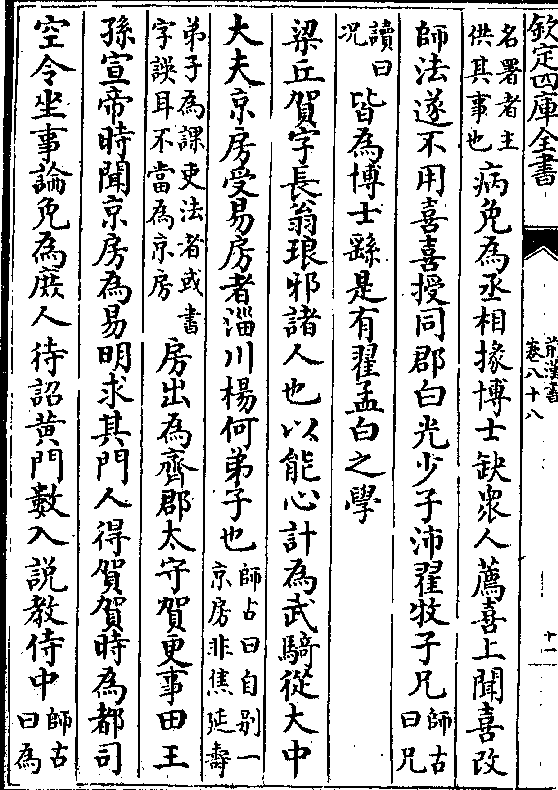 欽定四庫全書
前漢書
卷八十八
十一
名署者主
供其事也
病免為丞相掾博士缺衆人薦喜上聞喜改
師法遂不用喜喜授同郡白光少子沛翟牧子兄
師古
曰兄
讀曰
况
皆為博士繇是有翟孟白之學
梁丘賀字長翁琅邪諸人也以能心計為武騎從大中
大夫京房受易房者淄川楊何弟子也
師古曰自别一
京房非焦延壽
弟子為課吏法者或書
字誤耳不當為京房
房出為齊郡太守賀更事田王
孫宣帝時聞京房為易明求其門人得賀賀時為都司
空令坐事論免為庶人待詔黄門數入説教侍中
師古
曰為